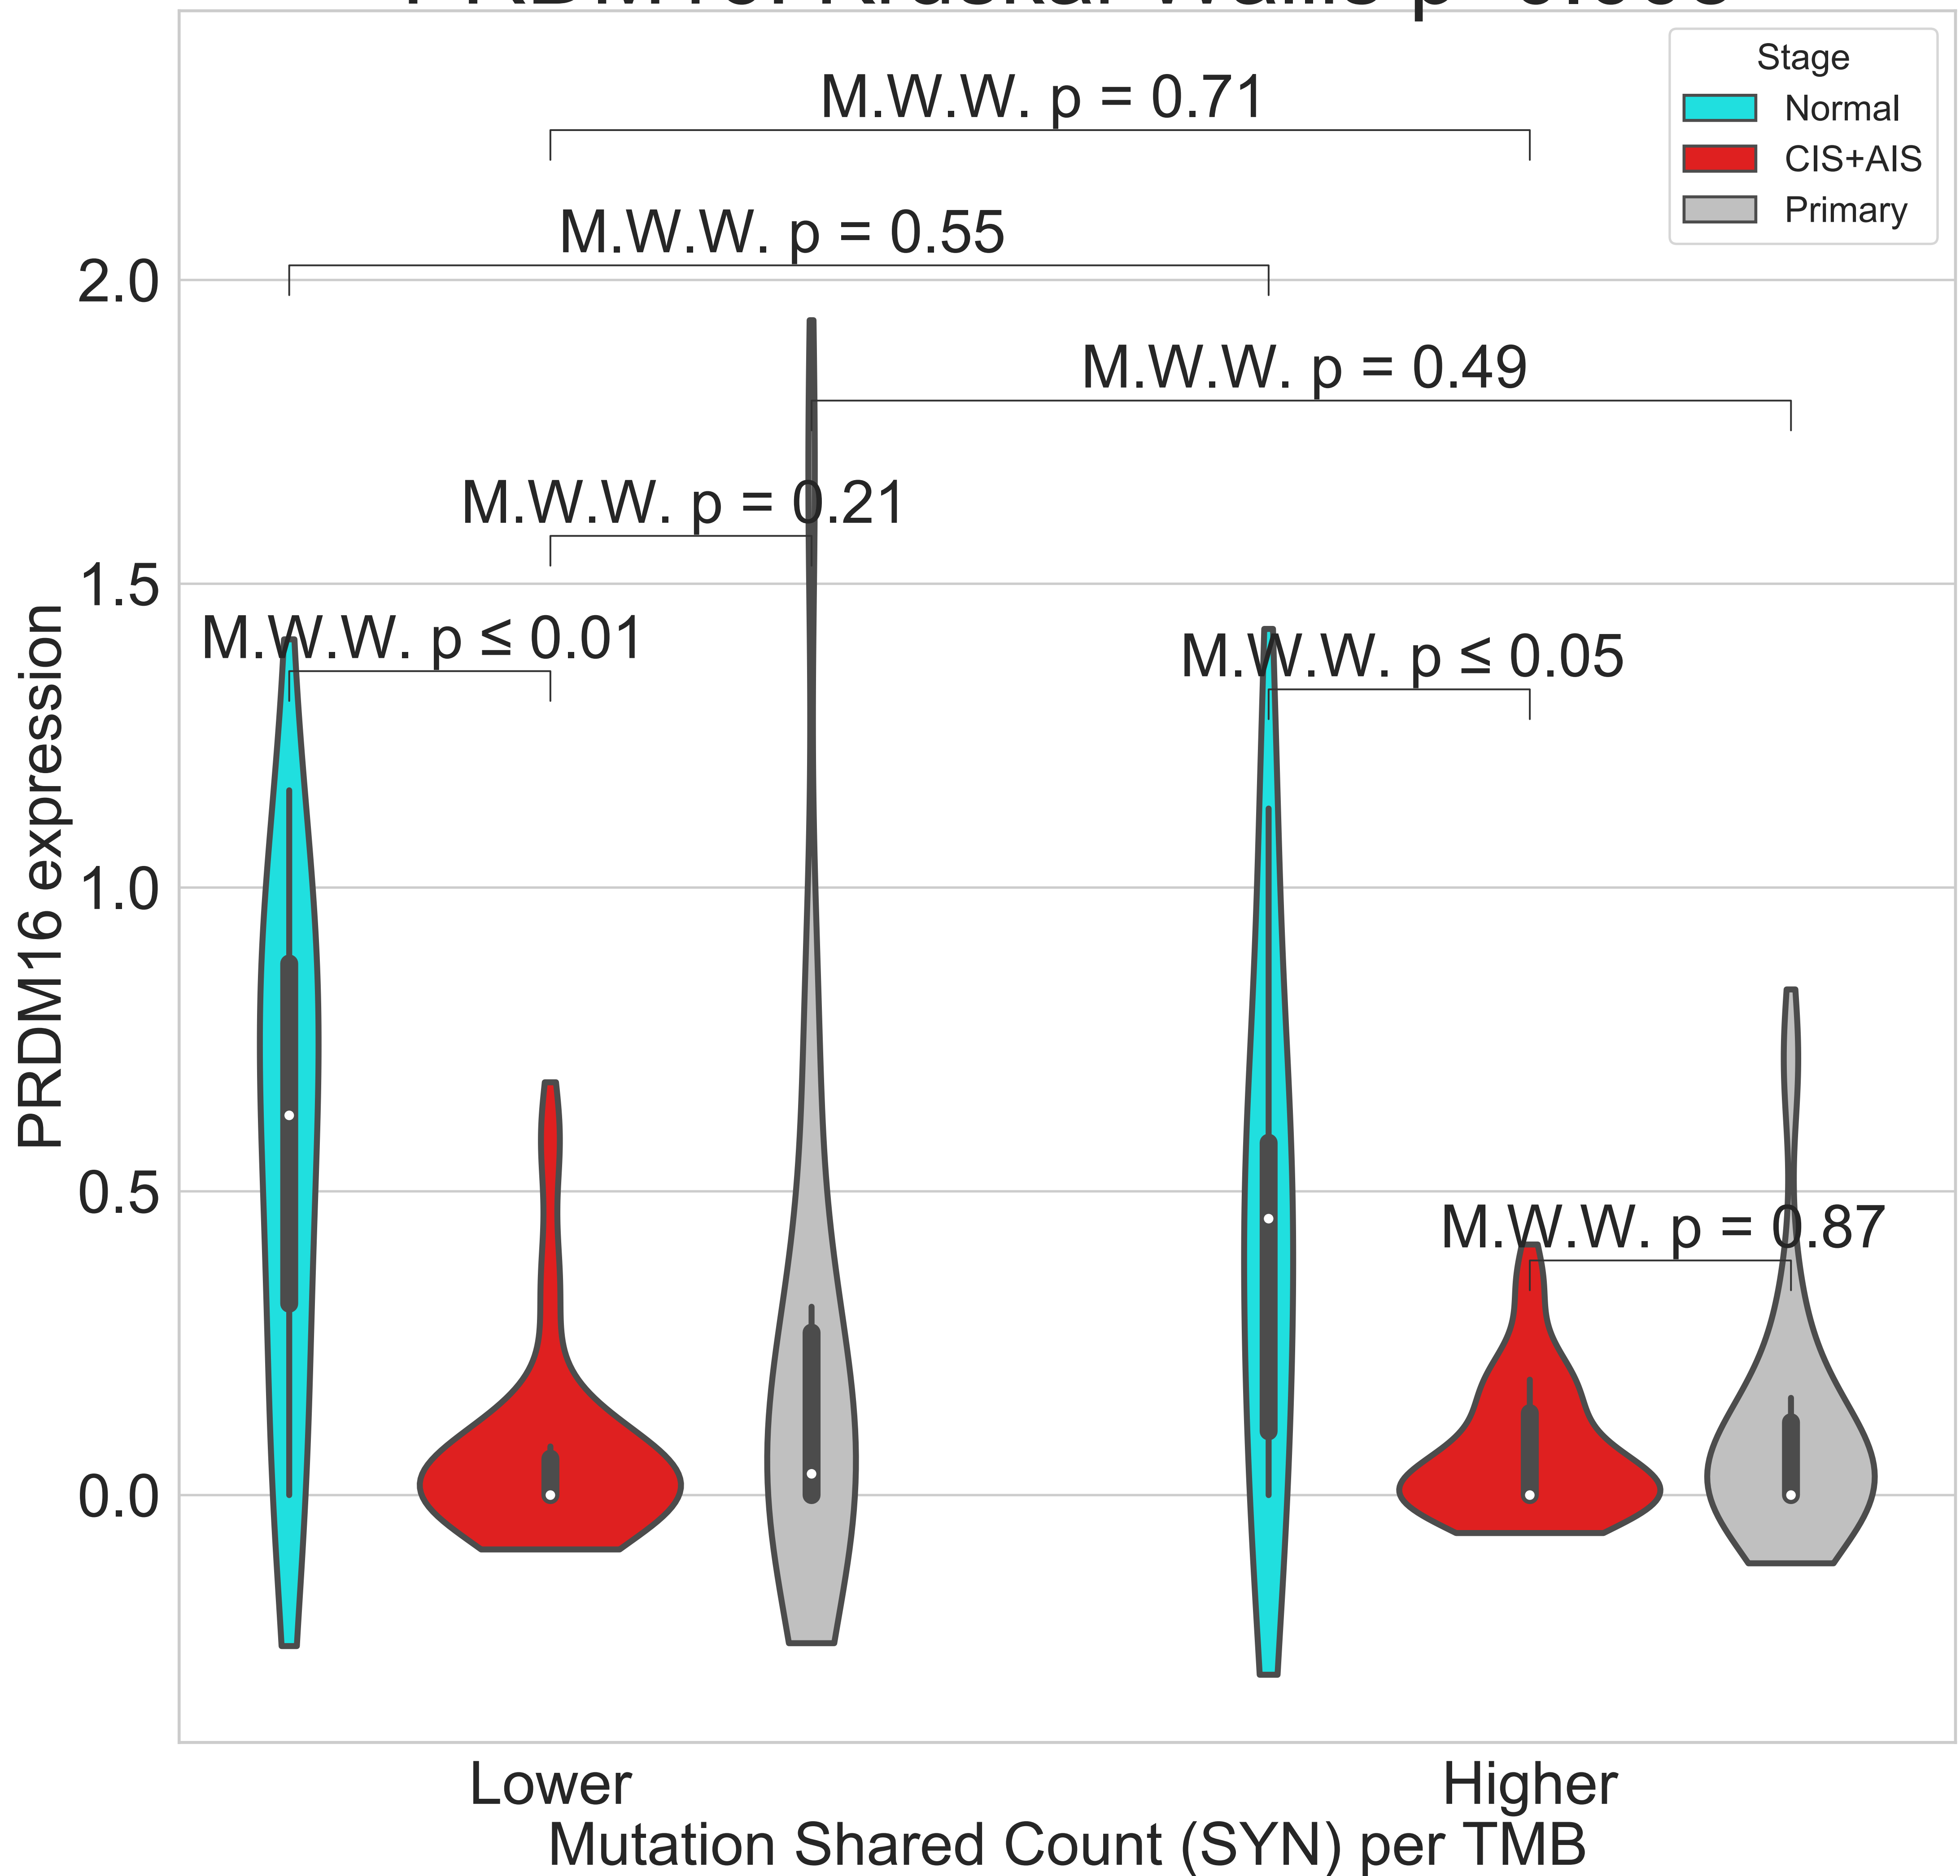 Stage
Normal
CIS+AIS
Primary
M.W.W. p = 0.71
M.W.W. p = 0.55
M.W.W. p = 0.49
M.W.W. p = 0.21
M.W.W. p ≤ 0.01
M.W.W. p ≤ 0.05
M.W.W. p = 0.87
2.0
1.5
1.0
0.5
0.0
PRDM16 expression
Lower
Higher
Mutation Shared Count (SYN) per TMB